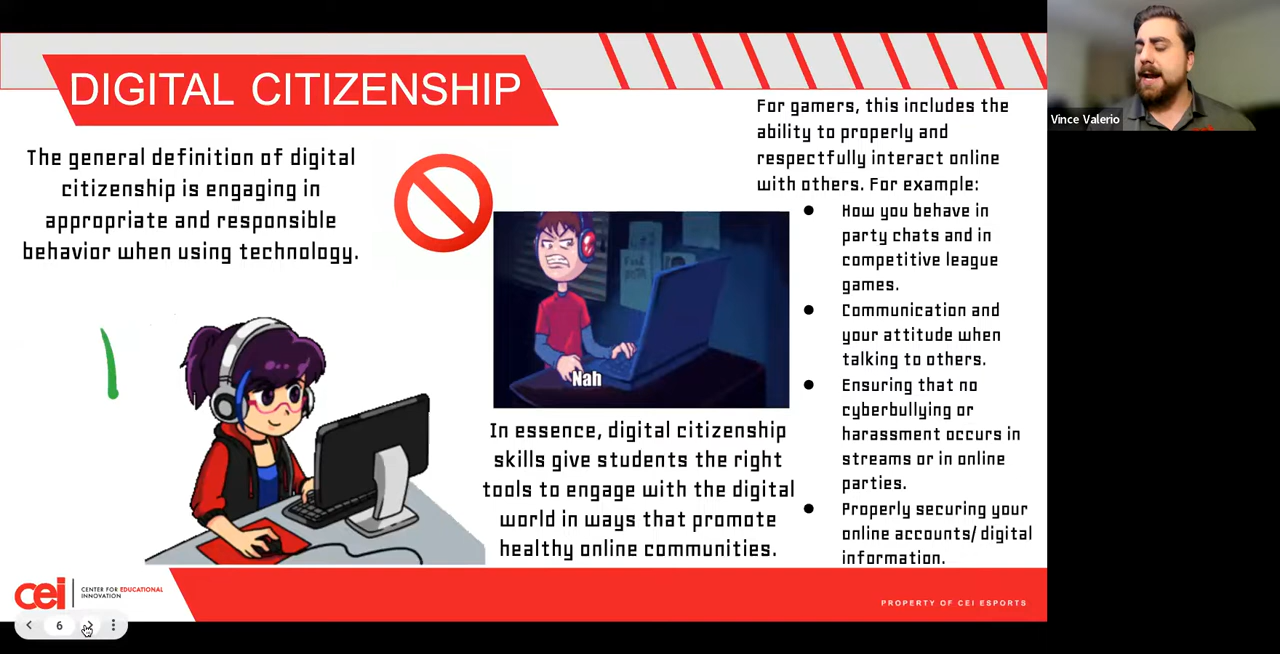 DIGITAL CITIZENSHIP
The general definition of digital
citizenship is engaging in
appropriate and responsible
behavior when using technology.
Nah
In essence, digital citizenship
skills give students the right
tools to engage with the digital
world in ways that promote
healthy online communities.
For gamers, this includes the
ability to properly and
respectfully interact online
with others. For example:
● How you behave in
party chats and in
competitive league
games.
● Communication and
your attitude when
talking to others.
● Ensuring that no
cyberbullying or
harassment occurs in
streams or in online
parties.
● Properly securing your
online accounts/ digital
information.
Vince Valerio
cei
CENTER FOR EDUCATIONAL
INNOVATION
PROPERTY OF CEI ESPORTS
6